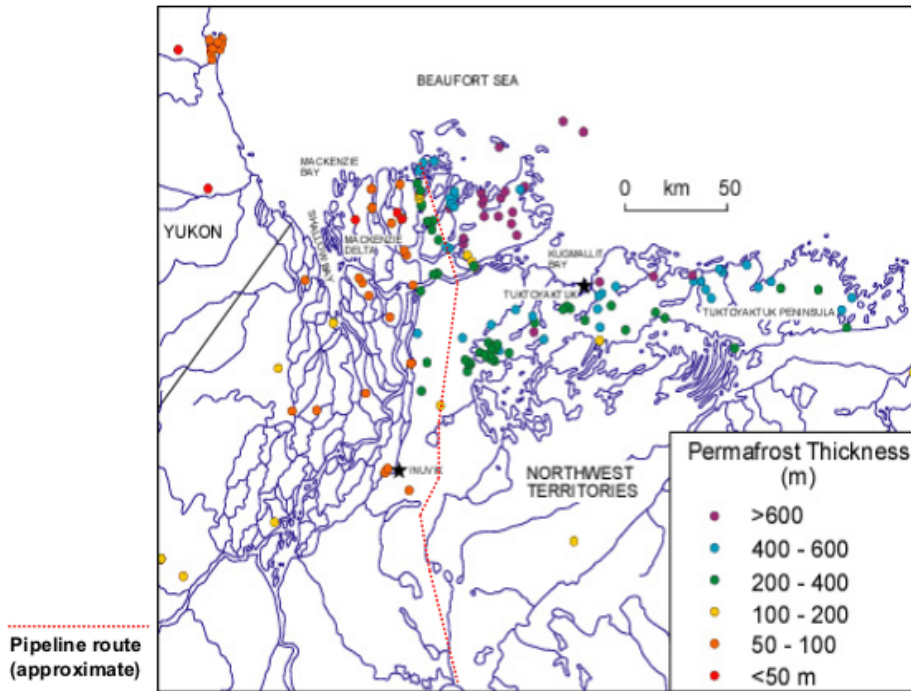 BEAUFORT SEA
MACKENZIE
BAY
0 km 50
YUKON
SHALLOW BAY
MACKENZIE
DELTA
KUGMALLIT
BAY
TUKTOYAKTUK
TUKTOYAKTUK PENINSULA
INUVIK
NORTHWEST
TERRITORIES
Permafrost Thickness
(m)
>600
400 - 600
200 - 400
100 - 200
50 - 100
<50 m
Pipeline route
(approximate)